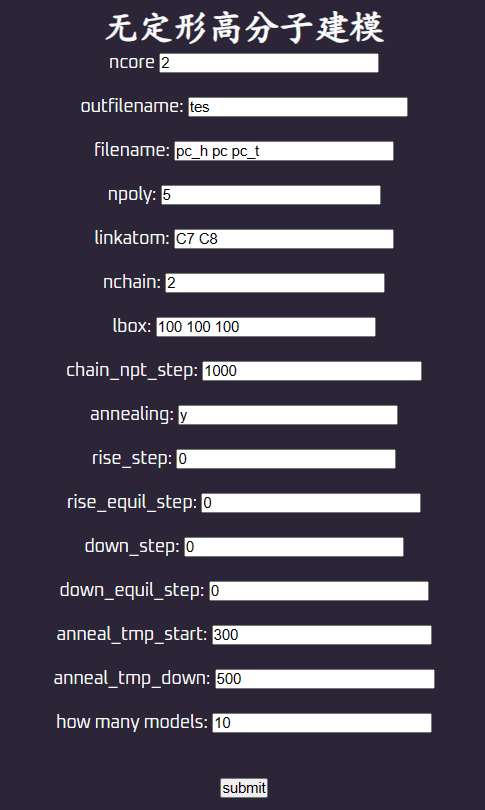 无定形高分子建模
ncore 2
outfilename: tes
filename: pc_h pc pc_t
npoly: 5
linkatom: C7 C8
nchain: 2
lbox: 100 100 100
chain_npt_step: 1000
annealing: y
rise_step: 0
rise_equil_step: 0
down_step: 0
down_equil_step: 0
anneal_tmp_start: 300
anneal_tmp_down: 500
how many models: 10
submit